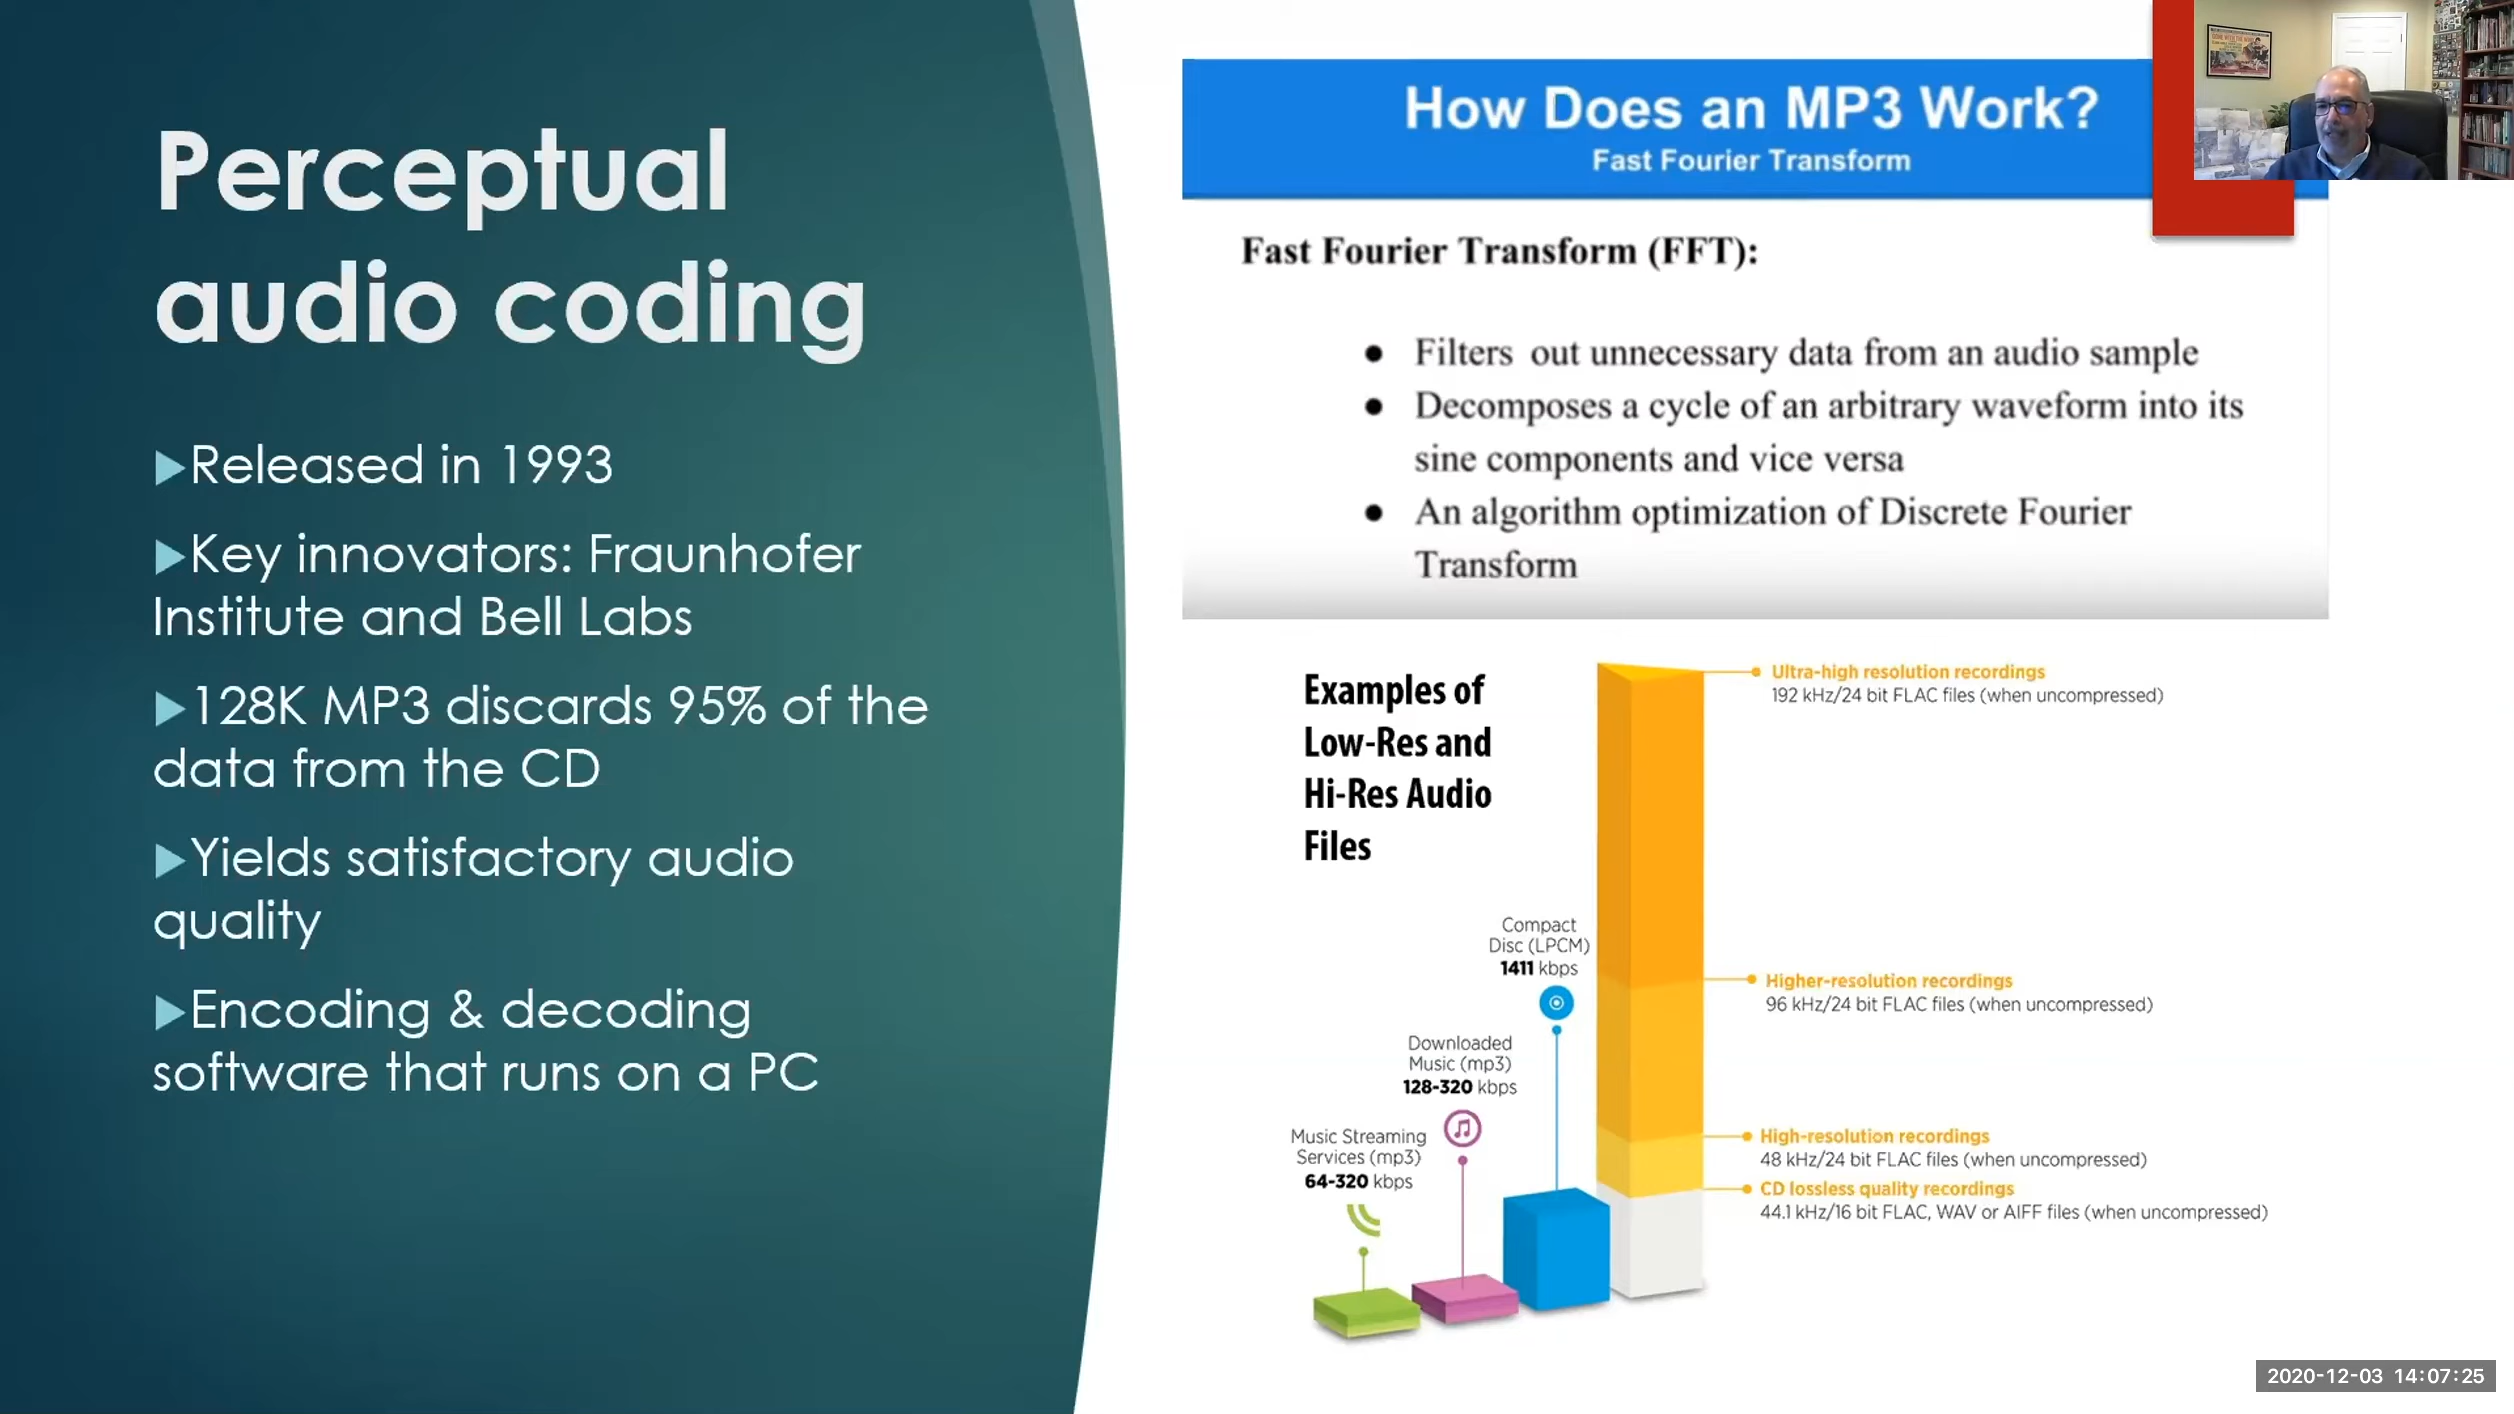 Perceptual
audio coding
Released in 1993
Key innovators: Fraunhofer
Institute and Bell Labs
128K MP3 discards 95% of the
data from the CD
Yields satisfactory audio
quality
Encoding & decoding
software that runs on a PC
How Does an MP3 Work?
Fast Fourier Transform
Fast Fourier Transform (FFT):
● Filters out unnecessary data from an audio sample
● Decomposes a cycle of an arbitrary waveform into its
sine components and vice versa
● An algorithm optimization of Discrete Fourier
Transform
Examples of
Low-Res and
Hi-Res Audio
Files
Music Streaming
Services (mp3)
64-320 kbps
Downloaded
Music (mp3)
128-320 kbps
Compact
Disc (LPCM)
1411 kbps
Ultra-high resolution recordings
192 kHz/24 bit FLAC files (when uncompressed)
Higher-resolution recordings
96 kHz/24 bit FLAC files (when uncompressed)
High-resolution recordings
48 kHz/24 bit FLAC files (when uncompressed)
CD lossless quality recordings
44.1 kHz/16 bit FLAC, WAV or AIFF files (when uncompressed)
2020-12-03 14:07:25